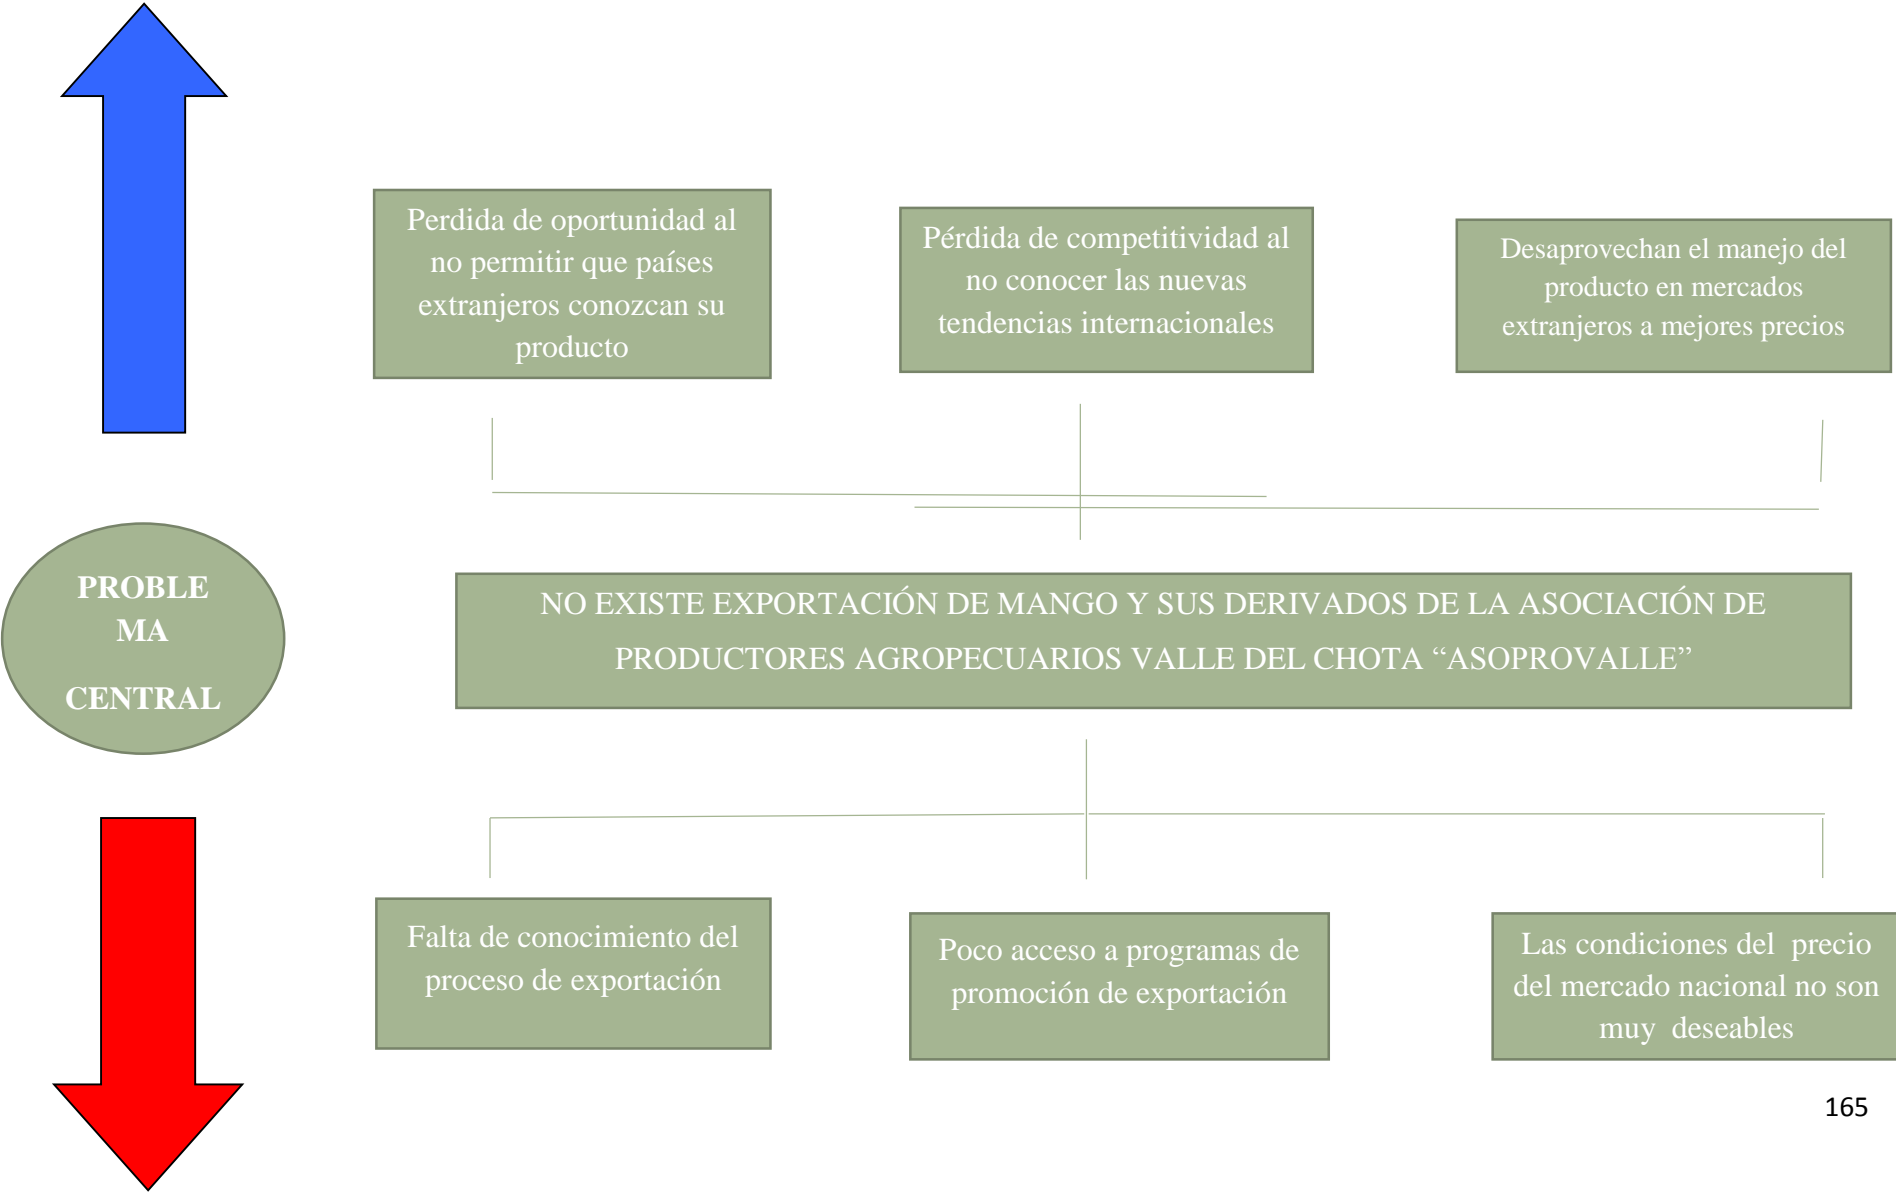 Perdida de oportunidad al
no permitir que países
extranjeros conozcan su
producto
Pérdida de competitividad al
no conocer las nuevas
tendencias internacionales
Desaprovechan el manejo del
producto en mercados
extranjeros a mejores precios
PROBLE
MA
CENTRAL
NO EXISTE EXPORTACIÓN DE MANGO Y SUS DERIVADOS DE LA ASOCIACIÓN DE
PRODUCTORES AGROPECUARIOS VALLE DEL CHOTA “ASOPROVALLE”
Falta de conocimiento del
proceso de exportación
Poco acceso a programas de
promoción de exportación
Las condiciones del  precio
del mercado nacional no son
muy  deseables
165